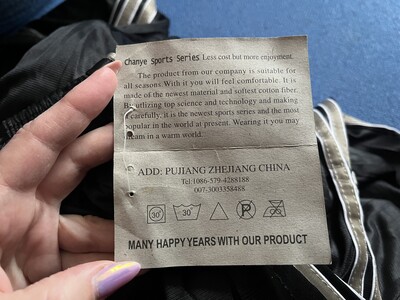 Chanye Sports Series Less cost but more enjoyment
The product from our company is suitable for
all seasons. With it you will feel comfortable. It is
made of the newest material and softest cotton fiber.
By utlizing top science and technology and making
carefully, it is the newest sports series and the most
popular in the world at present. Wearing it you may
dream in a warm world.
ADD: PUJIANG ZHEJIANG CHINA
Tel:1086-579-4288188
007-3003358488
30° 30° P
MANY HAPPY YEARS WITH OUR PRODUCT